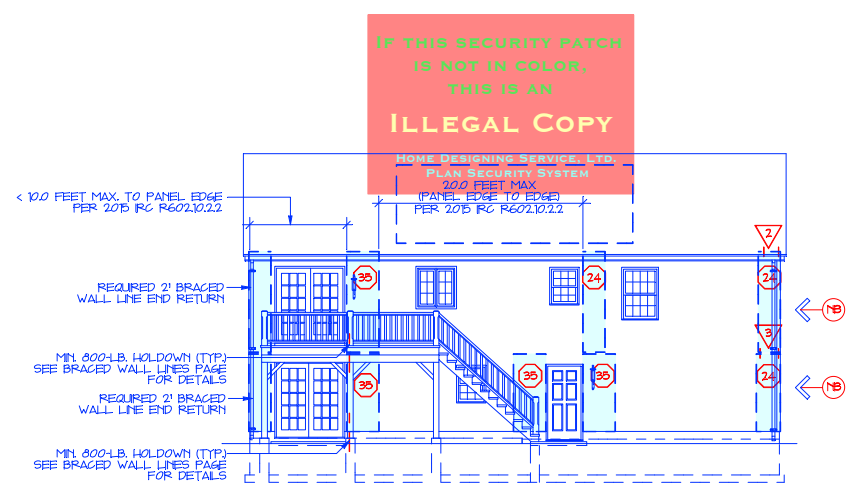 If this security patch
is not in color,
this is an
Illegal Copy
Home Designing Service, Ltd.
Plan Security System
< 10.0 FEET MAX. TO PANEL EDGE
PER 2015 IRC R602.10.2.2
20.0 FEET MAX
(PANEL EDGE TO EDGE)
PER 2015 IRC R602.10.2.2
2
35
24
24
REQUIRED 2' BRACED
WALL LINE END RETURN
NB
3
MIN. 800-LB. HOLDOWN (TYP.)
SEE BRACED WALL LINES PAGE
FOR DETAILS
35
35
35
24
NB
REQUIRED 2' BRACED
WALL LINE END RETURN
MIN. 800-LB. HOLDOWN (TYP.)
SEE BRACED WALL LINES PAGE
FOR DETAILS